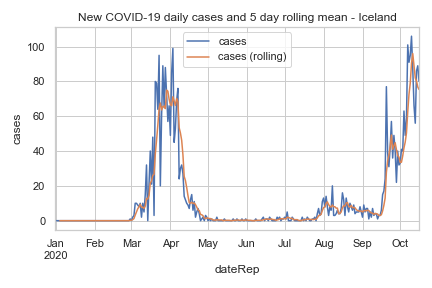 New COVID-19 daily cases and 5 day rolling mean - Iceland
cases
cases (rolling)
cases
100
80
60
40
20
0
Jan Feb Mar Apr May Jun Jul Aug Sep Oct
2020
dateRep